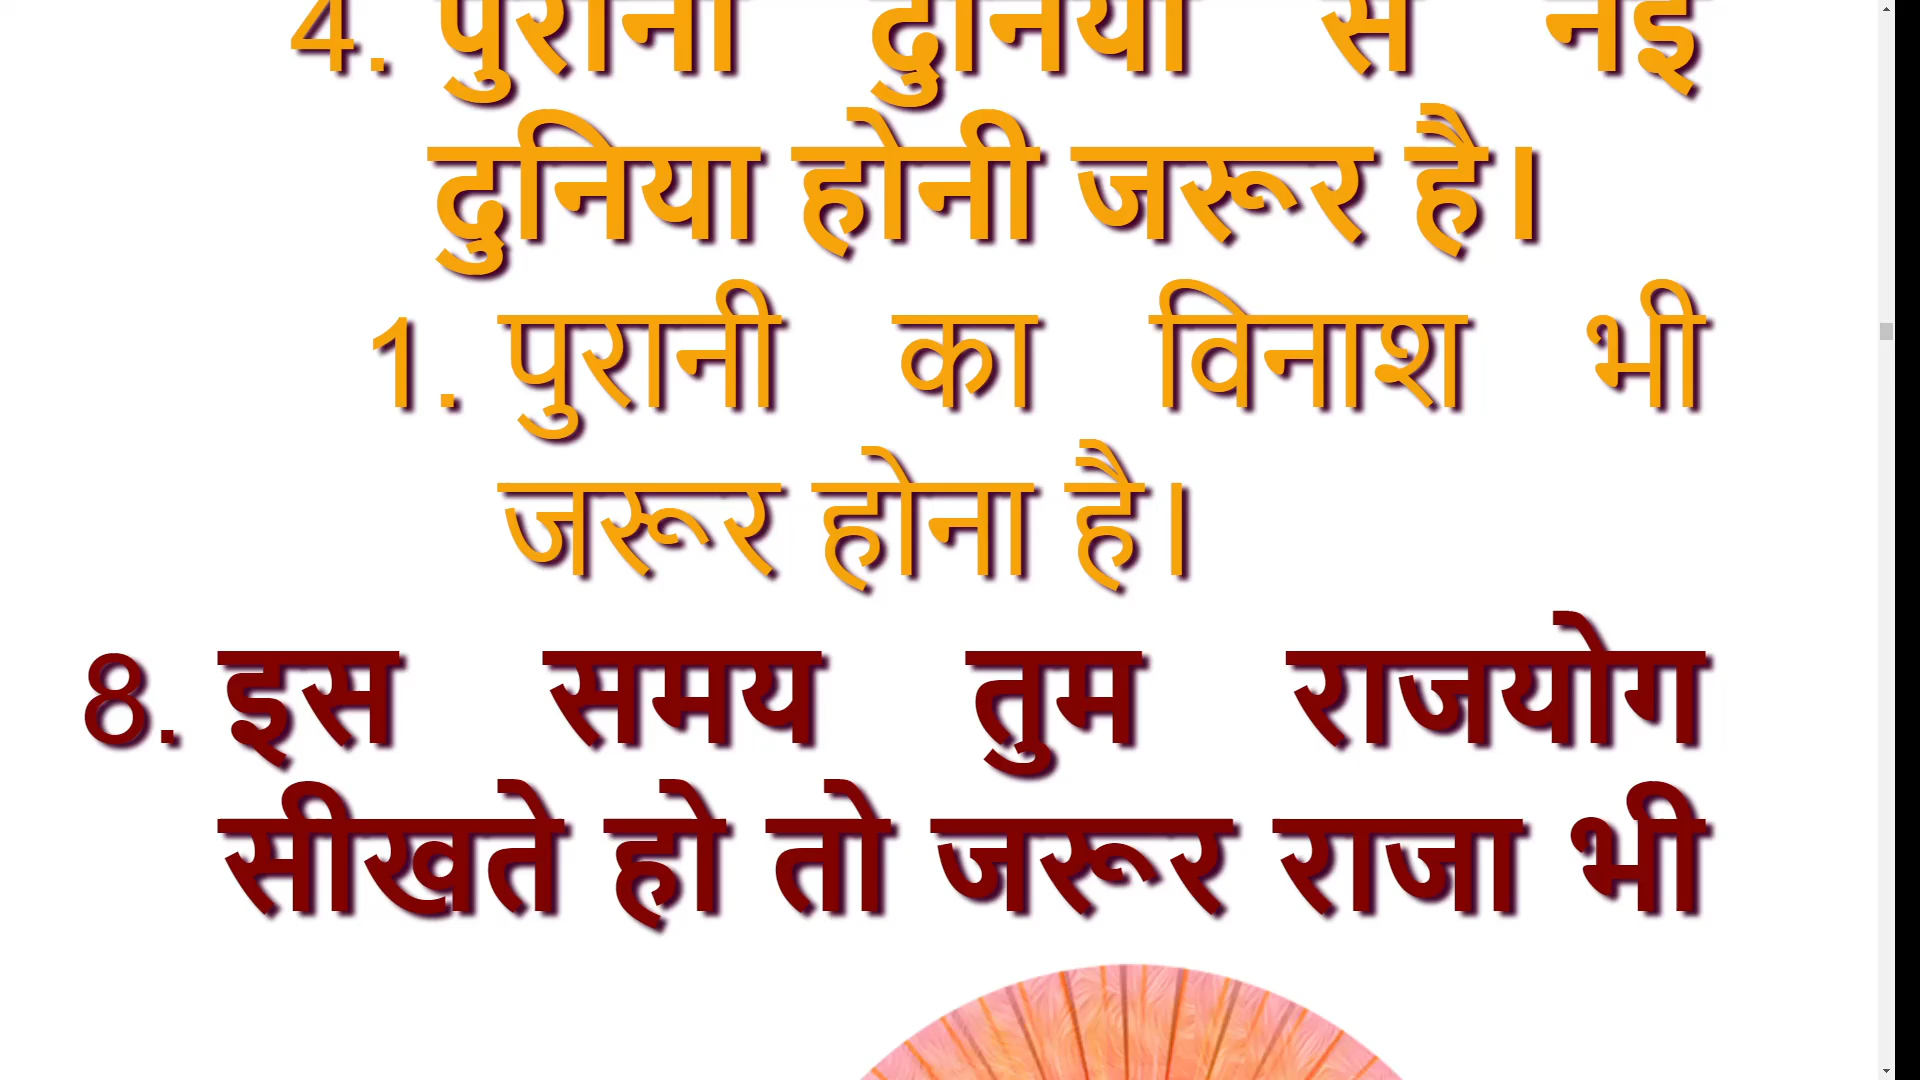 4. पुरानी दुनिया से नई
दुनिया होनी जरूर है।
1. पुरानी का विनाश भी
जरूर होना है।
8. इस समय तुम राजयोग
सीखते हो तो जरूर राजा भी